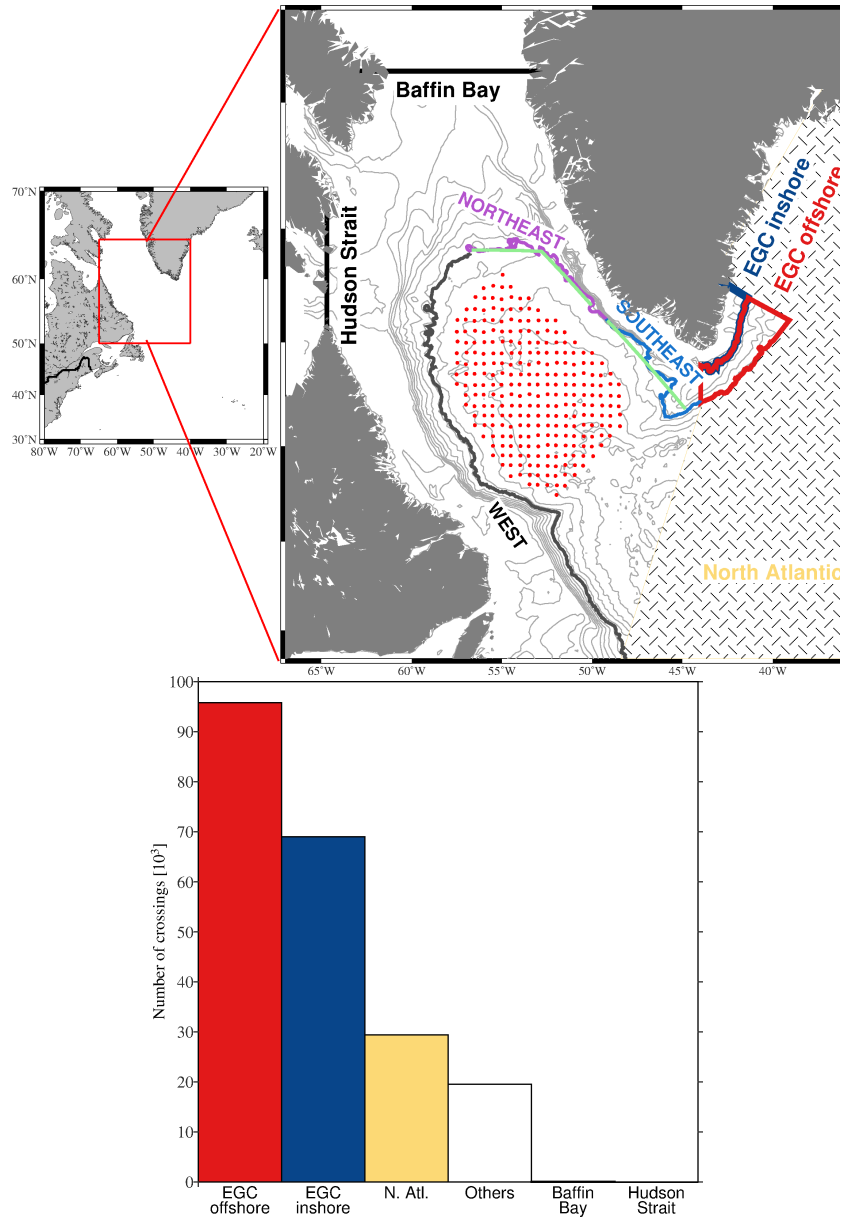 Baffin Bay
Hudson Strait
NORTHEAST
SOUTHEAST
EGC inshore
EGC offshore
WEST
North Atlantic
70°N
60°N
50°N
40°N
30°N
80°W 70°W 60°W 50°W 40°W 30°W 20°W
65°W 60°W 55°W 50°W 45°W 40°W
100
90
80
70
60
50
40
30
20
10
0
Number of crossings [10³]
EGC offshore
EGC inshore
N. Atl.
Others
Baffin Bay
Hudson Strait